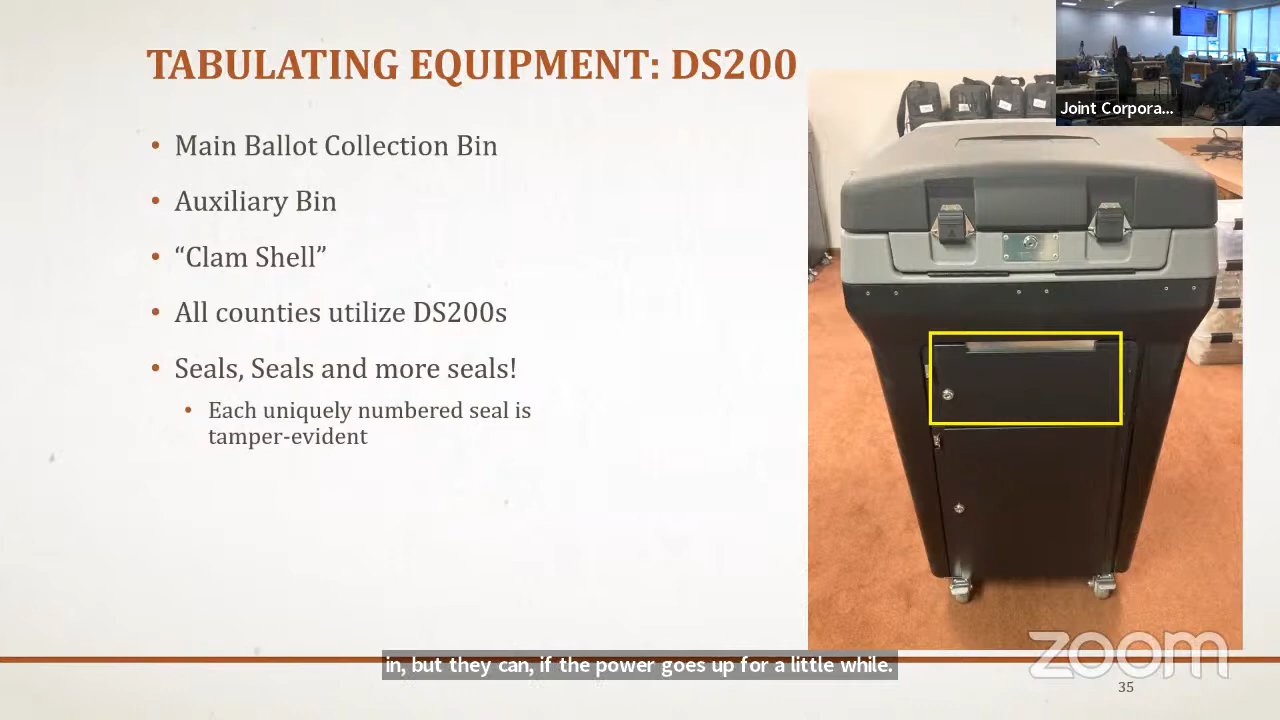 TABULATING EQUIPMENT: DS200
Joint Corpora...
• Main Ballot Collection Bin
• Auxiliary Bin
• “Clam Shell”
• All counties utilize DS200s
• Seals, Seals and more seals!
• Each uniquely numbered seal is
tamper-evident
zoom
in, but they can, if the power goes up for a little while.
35